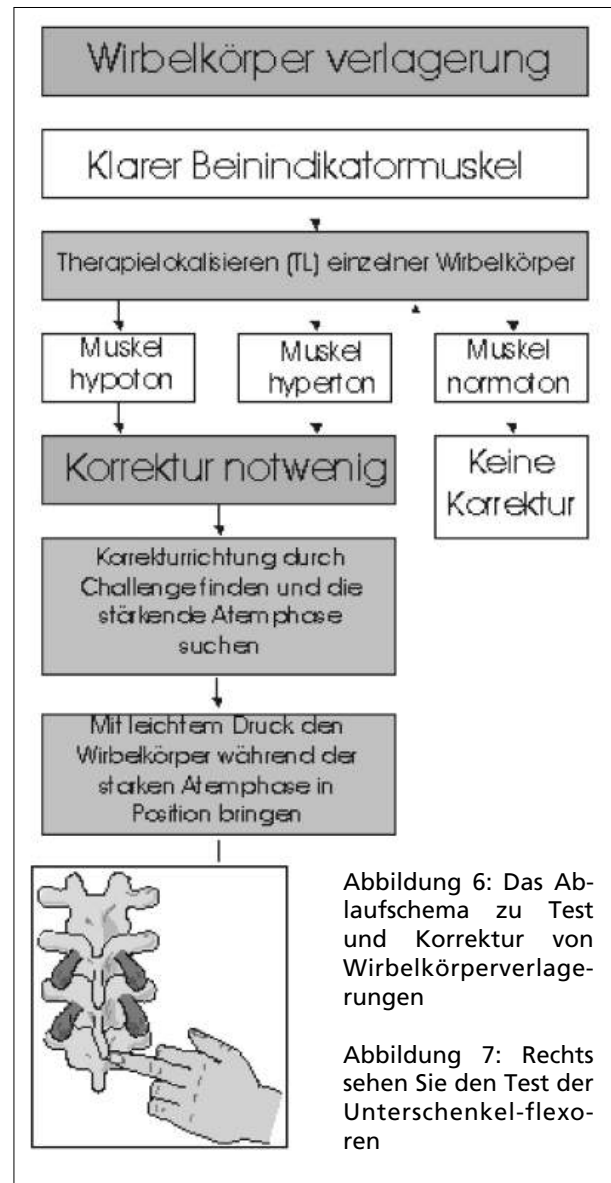 Wirbelkörper verlagerung
Klarer Beinindikatormuskel
Therapielokalisieren (TL) einzelner Wirbelkörper
Muskel
hypoton
Muskel
hyperton
Muskel
normoton
Korrektur notwenig
Keine
Korrektur
Korrekturrichtung durch
Challenge finden und die
stärkende Atemphase
suchen
Mit leichtem Druck den
Wirbelkörper während der
starken Atemphase in
Position bringen
Abbildung 6: Das Ab-
laufschema zu Test
und Korrektur von
Wirbelkörperverlage-
rungen
Abbildung 7: Rechts
sehen Sie den Test der
Unterschenkel-flexo-
ren